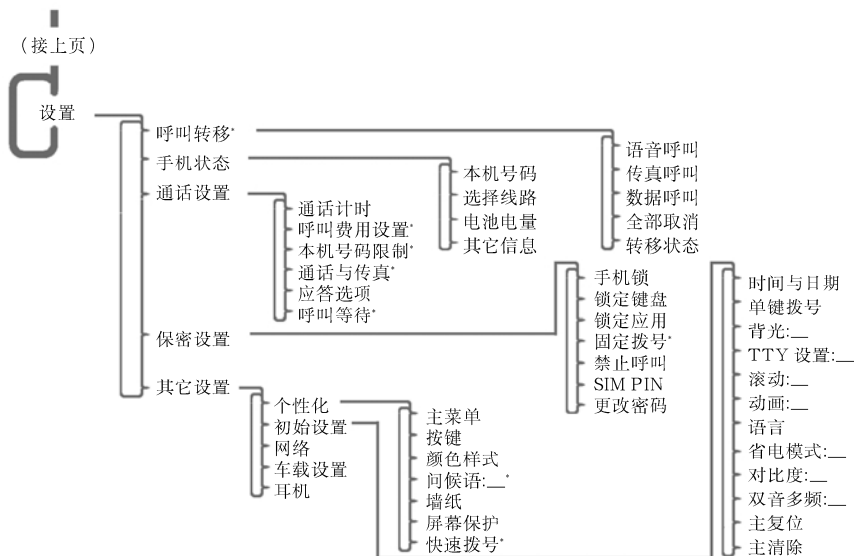 （接上页）
设置
呼叫转移*
语音呼叫
传真呼叫
数据呼叫
全部取消
转移状态
手机状态
本机号码
选择线路
电池电量
其它信息
通话设置
通话计时
呼叫费用设置*
本机号码限制*
通话与传真*
应答选项
呼叫等待*
保密设置
手机锁
锁定键盘
锁定应用
固定拨号*
禁止呼叫
SIM PIN
更改密码
其它设置
个性化
主菜单
按键
颜色样式
问候语:__*
墙纸
屏幕保护
快速拨号*
初始设置
时间与日期
单键拨号
背光:__
TTY 设置:__
滚动:__
动画:__
语言
省电模式:__
对比度:__
双音多频:__
主复位
主清除
网络
车载设置
耳机